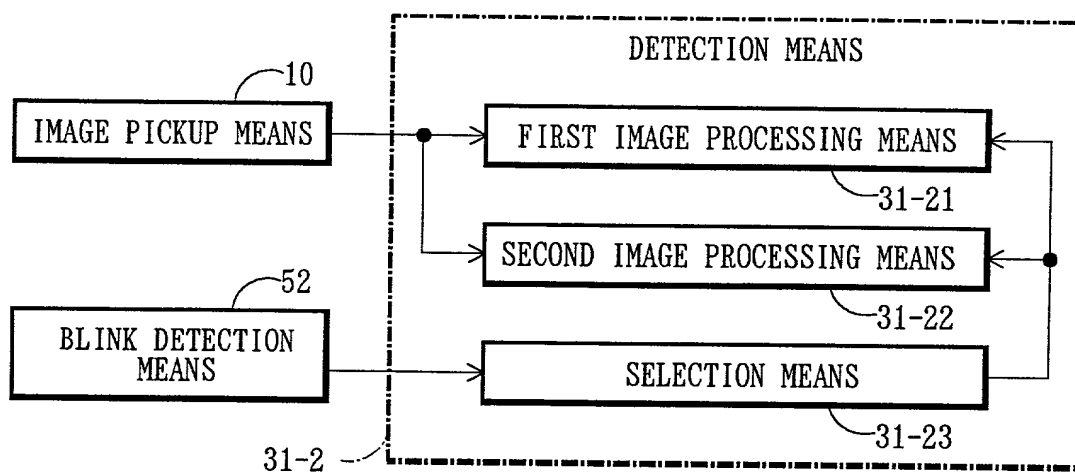 DETECTION MEANS
10
IMAGE PICKUP MEANS
FIRST IMAGE PROCESSING MEANS
31-21
SECOND IMAGE PROCESSING MEANS
31-22
52
BLINK DETECTION
MEANS
SELECTION MEANS
31-23
31-2